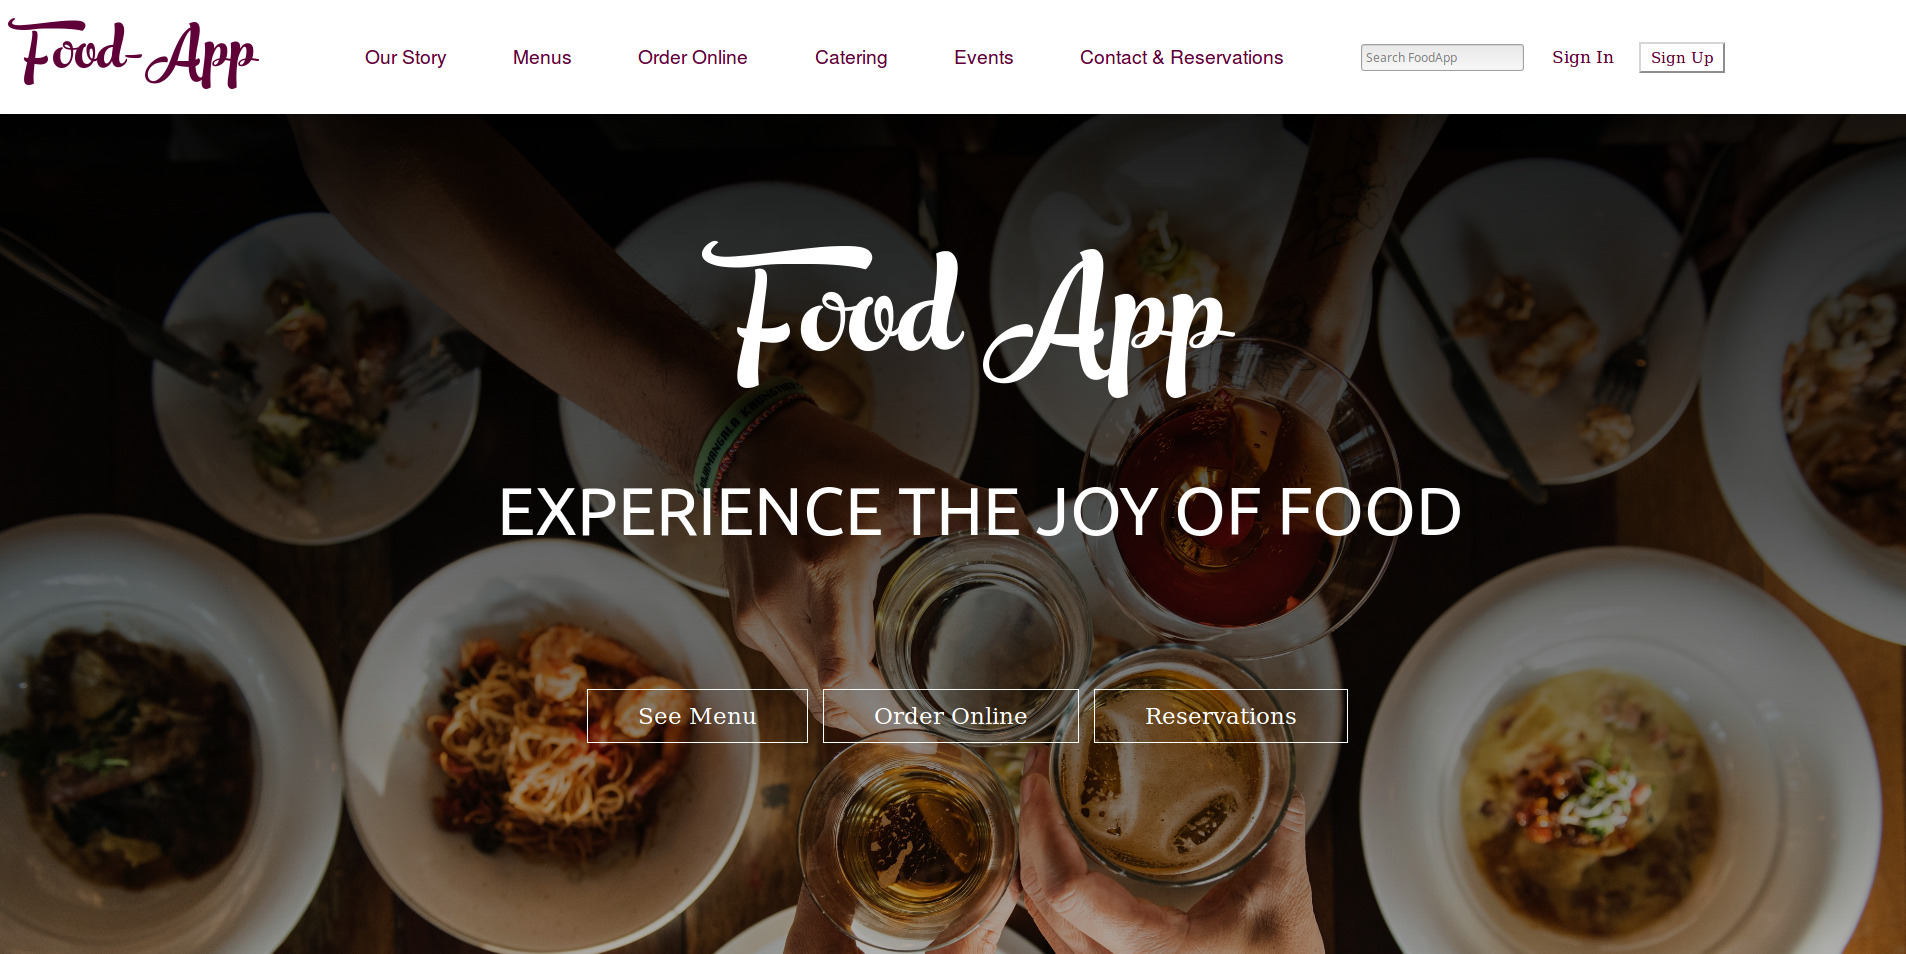 Food-App
Our Story Menus Order Online Catering Events Contact & Reservations Search FoodApp Sign In Sign Up
Food App
EXPERIENCE THE JOY OF FOOD
See Menu Order Online Reservations